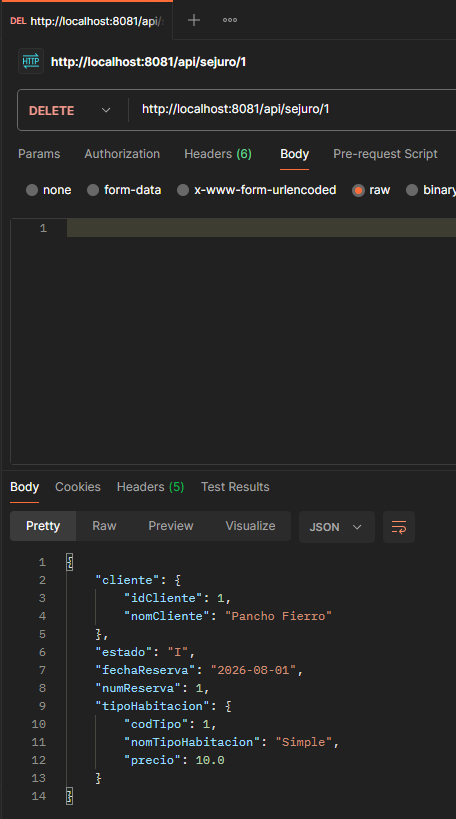 DEL http://localhost:8081/api/
HTTP http://localhost:8081/api/sejuro/1
DELETE http://localhost:8081/api/sejuro/1
Params Authorization Headers (6) Body Pre-request Script
none form-data x-www-form-urlencoded raw binary
1
Body Cookies Headers (5) Test Results
Pretty Raw Preview Visualize JSON
1 {
2 "cliente": {
3 "idCliente": 1,
4 "nomCliente": "Pancho Fierro"
5 },
6 "estado": "I",
7 "fechaReserva": "2026-08-01",
8 "numReserva": 1,
9 "tipoHabitacion": {
10 "codTipo": 1,
11 "nomTipoHabitacion": "Simple",
12 "precio": 10.0
13 }
14 }